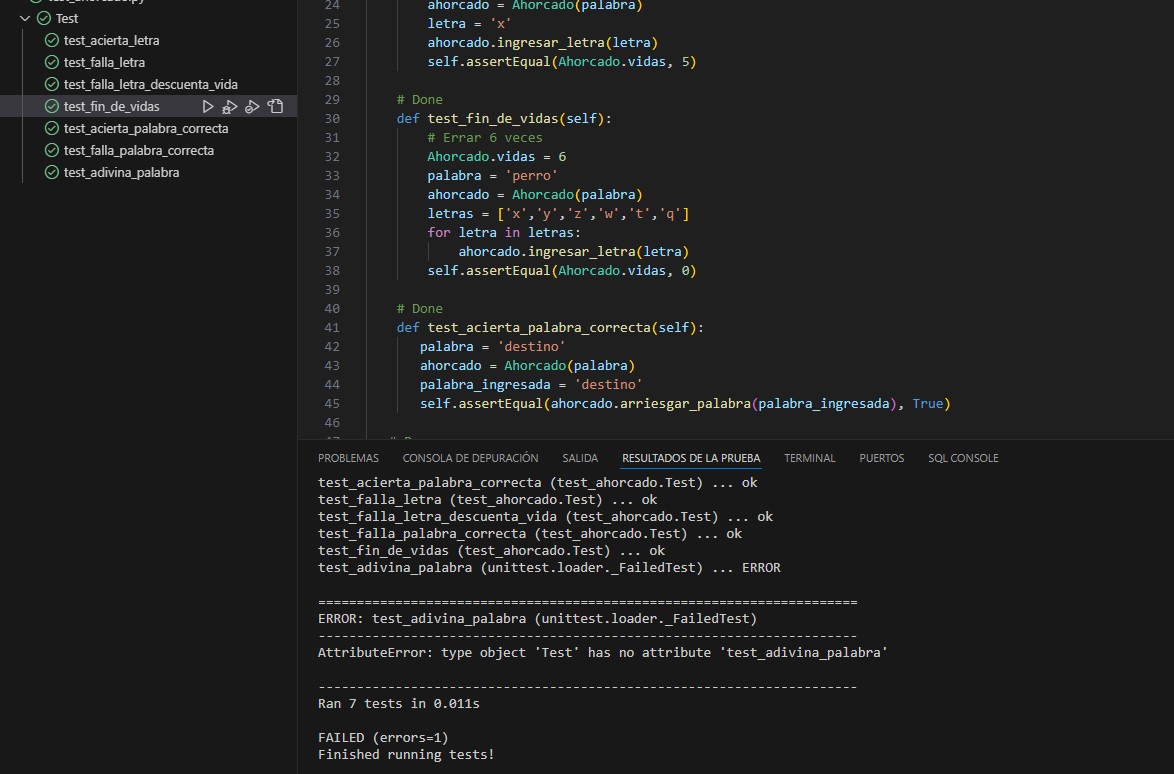 Test
test_acierta_letra
test_falla_letra
test_falla_letra_descuenta_vida
test_fin_de_vidas
test_acierta_palabra_correcta
test_falla_palabra_correcta
test_adivina_palabra
24 ahorcado = Ahorcado(palabra)
25 letra = 'x'
26 ahorcado.ingresar_letra(letra)
27 self.assertEqual(Ahorcado.vidas, 5)
28
29 # Done
30 def test_fin_de_vidas(self):
31 # Errar 6 veces
32 Ahorcado.vidas = 6
33 palabra = 'perro'
34 ahorcado = Ahorcado(palabra)
35 letras = ['x','y','z','w','t','q']
36 for letra in letras:
37 ahorcado.ingresar_letra(letra)
38 self.assertEqual(Ahorcado.vidas, 0)
39
40 # Done
41 def test_acierta_palabra_correcta(self):
42 palabra = 'destino'
43 ahorcado = Ahorcado(palabra)
44 palabra_ingresada = 'destino'
45 self.assertEqual(ahorcado.arriesgar_palabra(palabra_ingresada), True)
46
PROBLEMAS CONSOLA DE DEPURACIÓN SALIDA RESULTADOS DE LA PRUEBA TERMINAL PUERTOS SQL CONSOLE
test_acierta_palabra_correcta (test_ahorcado.Test) ... ok
test_falla_letra (test_ahorcado.Test) ... ok
test_falla_letra_descuenta_vida (test_ahorcado.Test) ... ok
test_falla_palabra_correcta (test_ahorcado.Test) ... ok
test_fin_de_vidas (test_ahorcado.Test) ... ok
test_adivina_palabra (unittest.loader._FailedTest) ... ERROR
======================================================================
ERROR: test_adivina_palabra (unittest.loader._FailedTest)
----------------------------------------------------------------------
AttributeError: type object 'Test' has no attribute 'test_adivina_palabra'
----------------------------------------------------------------------
Ran 7 tests in 0.011s
FAILED (errors=1)
Finished running tests!